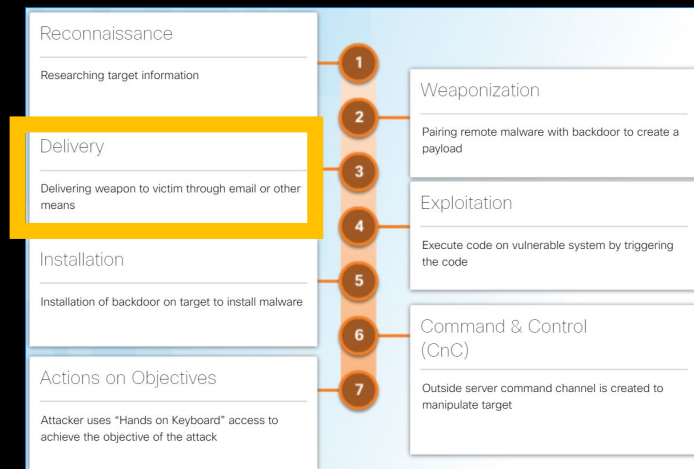 Reconnaissance
Researching target information
1
Weaponization
Pairing remote malware with backdoor to create a
payload
2
Delivery
Delivering weapon to victim through email or other
means
3
Exploitation
Execute code on vulnerable system by triggering
the code
4
Installation
Installation of backdoor on target to install malware
5
Command & Control
(CnC)
Outside server command channel is created to
manipulate target
6
Actions on Objectives
Attacker uses “Hands on Keyboard” access to
achieve the objective of the attack
7